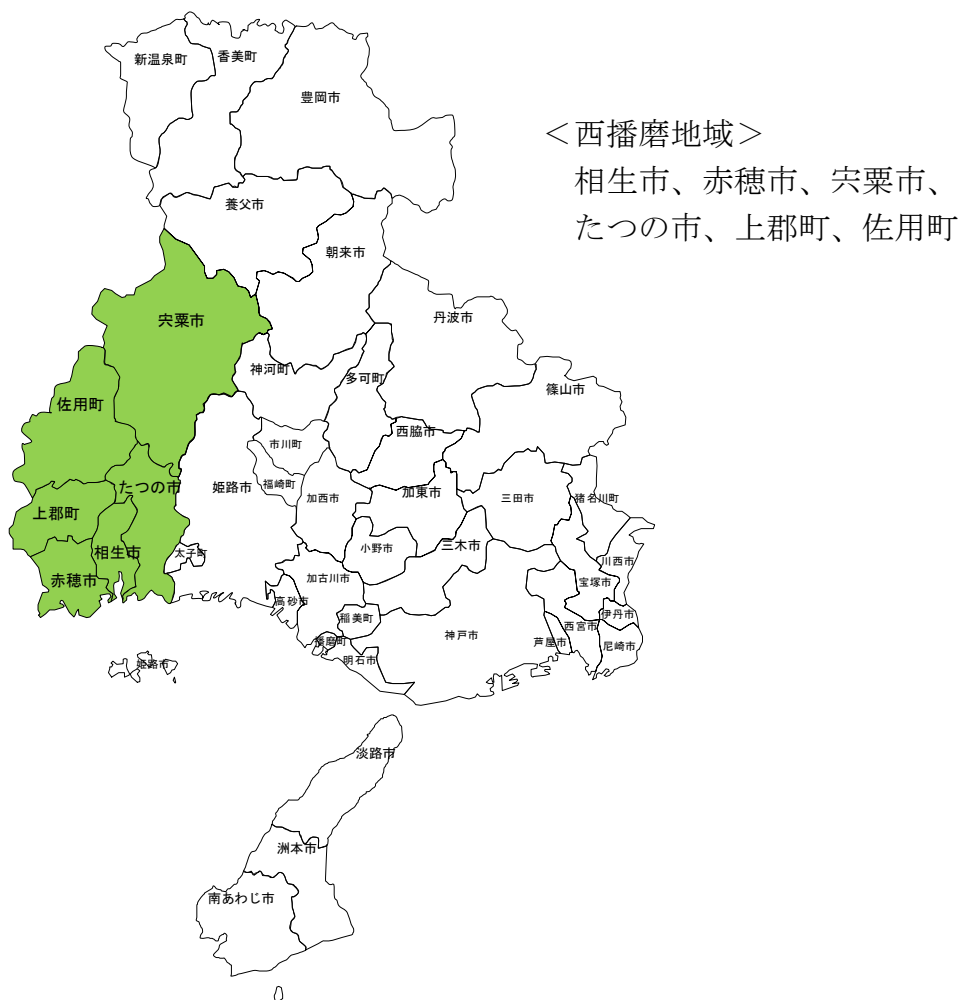 新温泉町
香美町
豊岡市
＜西播磨地域＞
相生市、赤穂市、宍粟市、
たつの市、上郡町、佐用町
養父市
朝来市
宍粟市
丹波市
神河町
多可町
篠山市
佐用町
西脇市
市川町
たつの市
姫路市
福崎町
加西市
加東市
三田市
猪名川町
上郡町
相生市
太子町
小野市
三木市
川西市
赤穂市
加古川市
宝塚市
高砂市
稲美町
伊丹市
播磨町
神戸市
芦屋市
西宮市
尼崎市
明石市
姫路市
淡路市
洲本市
南あわじ市